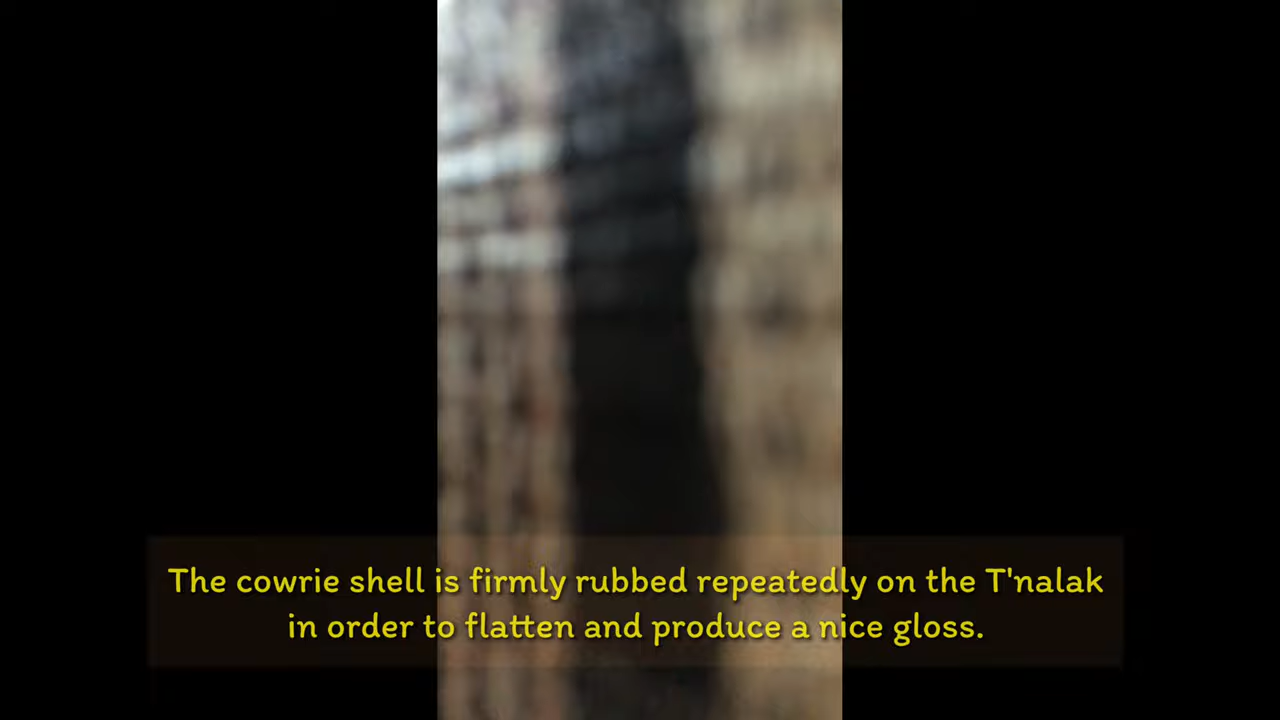 The cowrie shell is firmly rubbed repeatedly on the T'nalak
in order to flatten and produce a nice gloss.